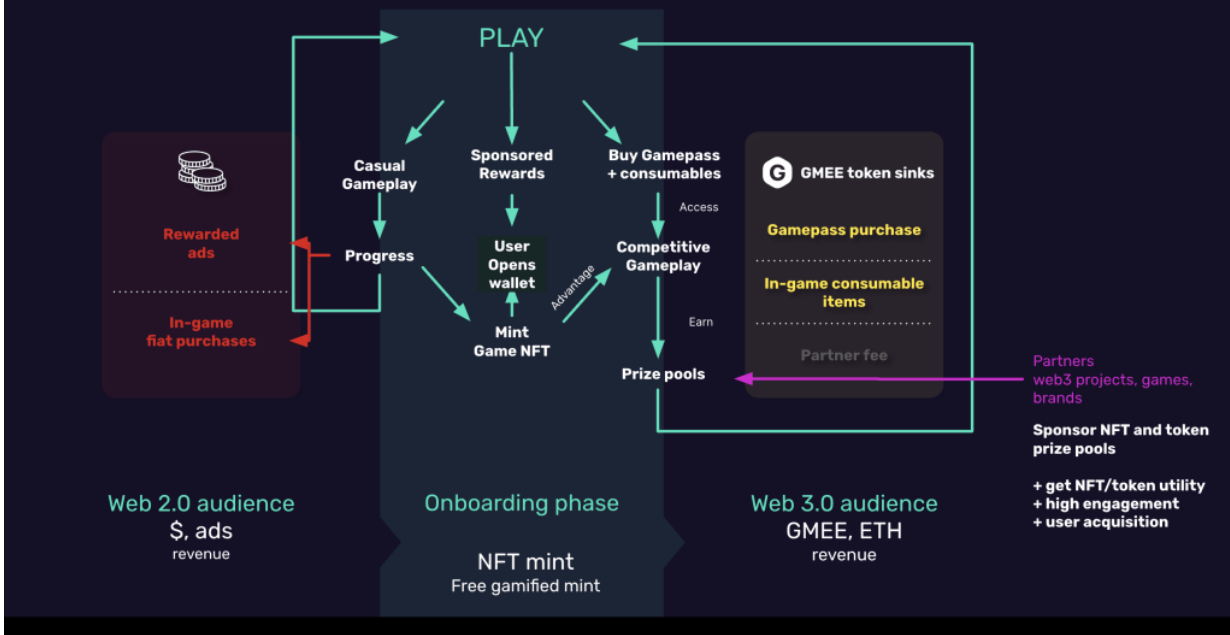 PLAY
Casual
Gameplay
Sponsored
Rewards
Buy Gamepass
+ consumables
G
GMEE token sinks
Access
Rewarded
ads
Progress
User
Opens
wallet
Advantage
Competitive
Gameplay
Gamepass purchase
In-game consumable
items
In-game
fiat purchases
Mint
Game NFT
Earn
Prize pools
Partner fee
Partners
web3 projects, games,
brands
Sponsor NFT and token
prize pools
+ get NFT/token utility
+ high engagement
+ user acquisition
Web 2.0 audience
$, ads
revenue
Onboarding phase
NFT mint
Free gamified mint
Web 3.0 audience
GMEE, ETH
revenue